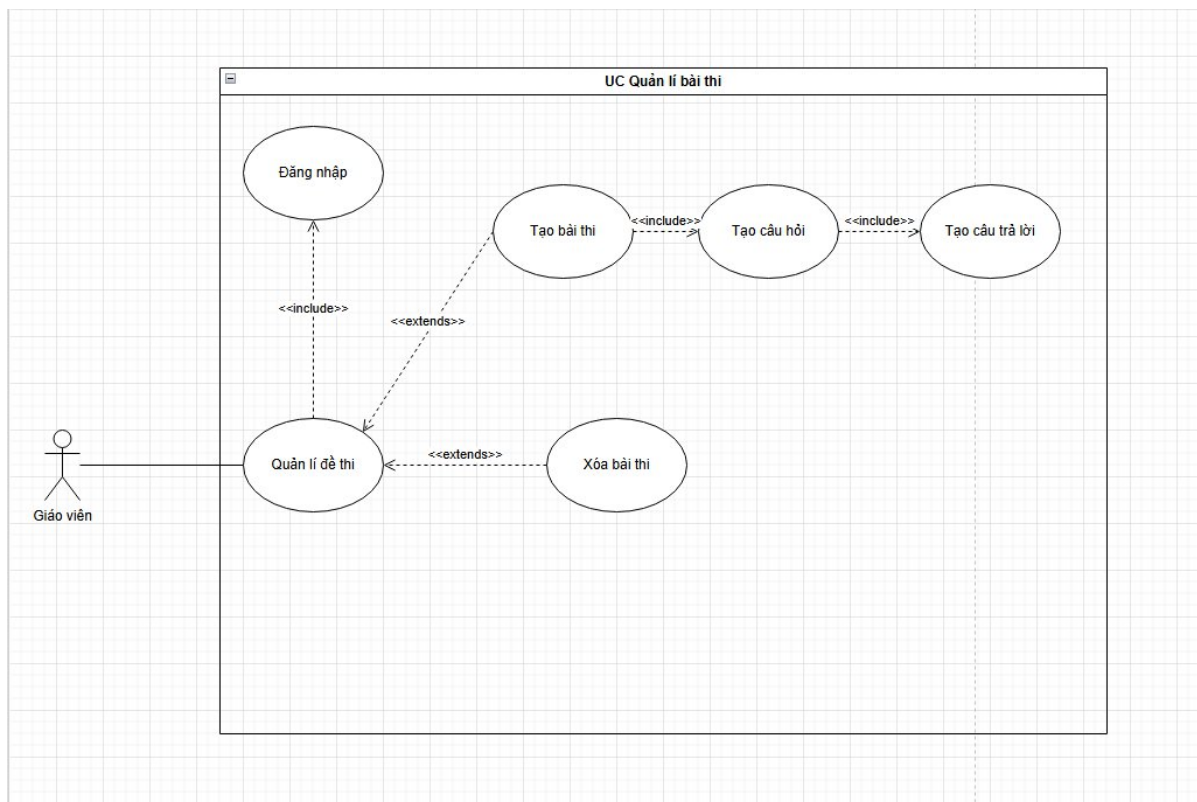 UC Quản lí bài thi
Đăng nhập
Tạo bài thi
<<include>>
Tạo câu hỏi
<<include>>
Tạo câu trả lời
<<include>>
<<extends>>
Quản lí đề thi
<<extends>>
Xóa bài thi
Giáo viên